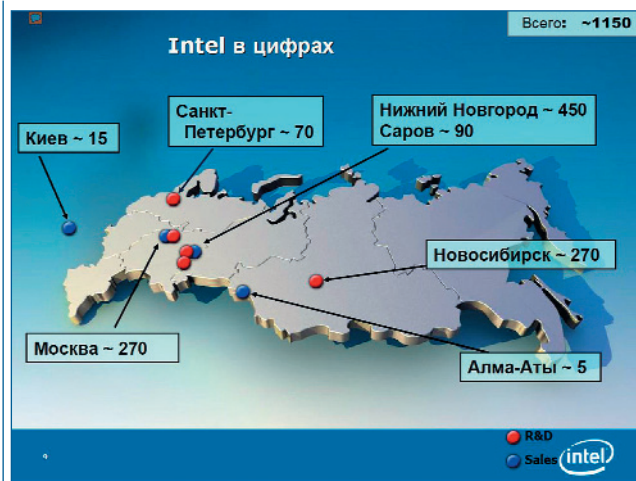 Всего: ~1150
Intel в цифрах
Санкт-
Петербург ~ 70
Нижний Новгород ~ 450
Саров ~ 90
Киев ~ 15
Новосибирск ~ 270
Москва ~ 270
Алма-Аты ~ 5
R&D
Sales
intel
9